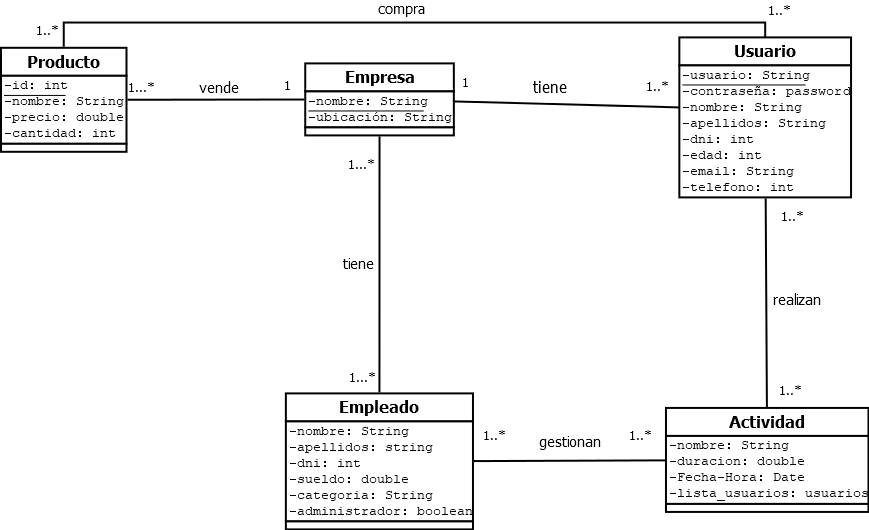 compra
1..*
1..*
Producto
-id: int
-nombre: String
-precio: double
-cantidad: int
1...*
vende
1
Empresa
-nombre: String
-ubicación: String
1
tiene
1..*
Usuario
-usuario: String
-contraseña: password
-nombre: String
-apellidos: String
-dni: int
-edad: int
-email: String
-telefono: int
1...*
tiene
1...*
1..*
realizan
1..*
Empleado
-nombre: String
-apellidos: string
-dni: int
-sueldo: double
-categoria: String
-administrador: boolean
1..*
gestionan
1..*
Actividad
-nombre: String
-duracion: double
-Fecha-Hora: Date
-lista_usuarios: usuarios